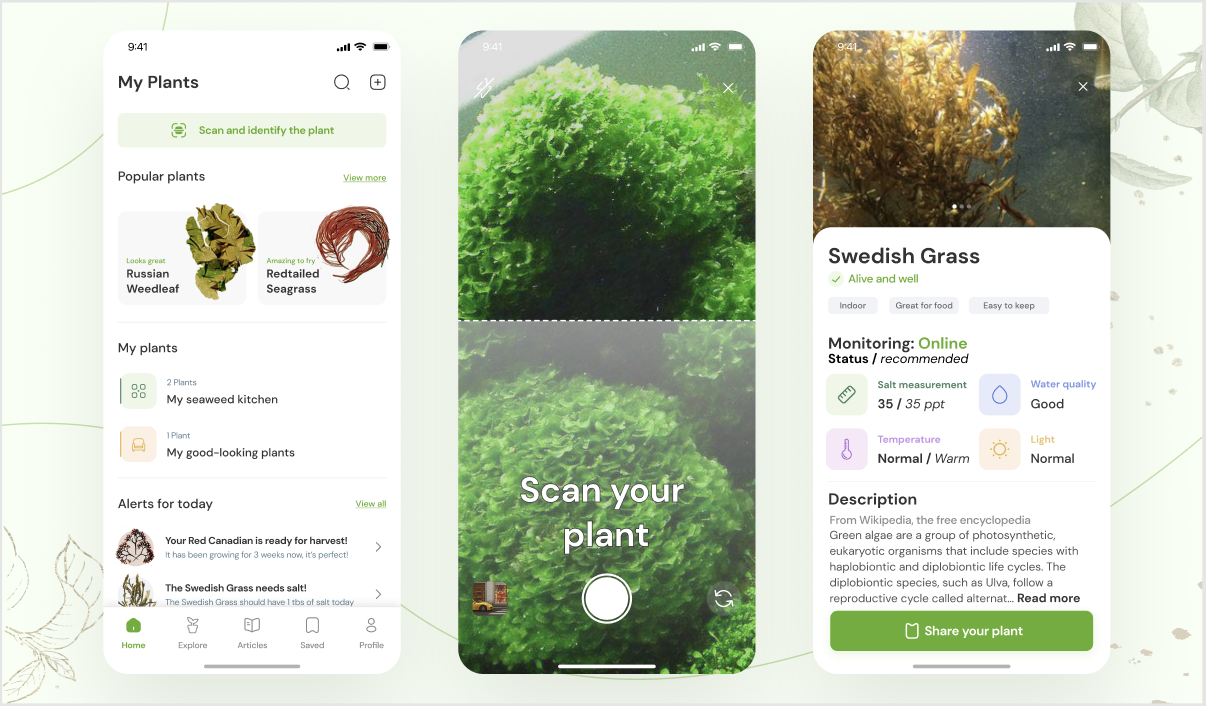 9:41
My Plants
Scan and identify the plant
Popular plants
View more
Looks great
Russian
Weedleaf
Amazing to fry
Redtailed
Seagrass
My plants
2 Plants
My seaweed kitchen
1 Plant
My good-looking plants
Alerts for today
View all
Your Red Canadian is ready for harvest!
It has been growing for 3 weeks now, it's perfect!
The Swedish Grass needs salt!
The Swedish Grass should have 1 tbs of salt today
Home
Explore
Articles
Saved
Profile
9:41
Scan your
plant
9:41
Swedish Grass
Alive and well
Indoor
Great for food
Easy to keep
Monitoring: Online
Status / recommended
Salt measurement
35 / 35 ppt
Water quality
Good
Temperature
Normal / Warm
Light
Normal
Description
From Wikipedia, the free encyclopedia
Green algae are a group of photosynthetic,
eukaryotic organisms that include species with
haplobiontic and diplobiontic life cycles. The
diplobiontic species, such as Ulva, follow a
reproductive cycle called alternat... Read more
Share your plant